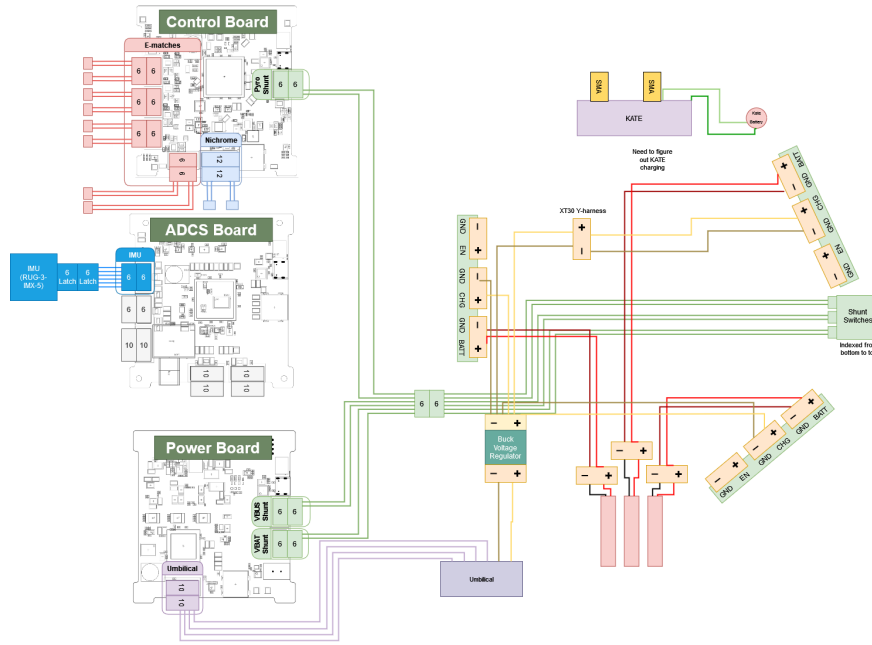 Control Board
E-matches
6 6
6 6
6 6
Pyro
Shunt
6 6
Nichrome
6
6
12
12
SMA
SMA
KATE
Kate
Battery
Need to figure
out KATE
charging
ADCS Board
IMU
(RUG-3-
IMX-5)
6
Latch
6
Latch
IMU
6 6
6 6
10 10
10
10
10
10
XT30 Y-harness
+
−
BATT
GND
CHG
GND
EN
GND
+
−
+
−
+
−
GND
EN
GND
CHG
GND
BATT
−
+
−
+
−
+
Shunt
Switches
Indexed from
bottom to to
6 6
− +
Buck
Voltage
Regulator
− +
− +
− +
− +
BATT
GND
CHG
GND
EN
GND
+
−
+
−
+
−
Power Board
VBUS
Shunt
6 6
VBAT
Shunt
6 6
Umbilical
10
10
Umbilical